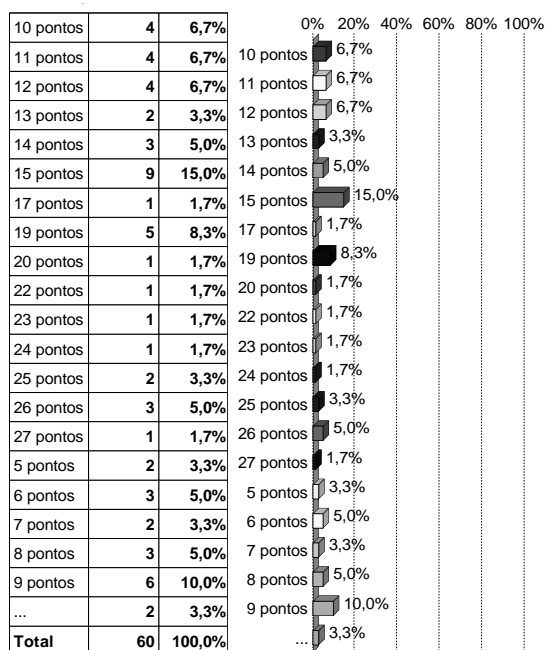 10 pontos 4 6,7%
11 pontos 4 6,7%
12 pontos 4 6,7%
13 pontos 2 3,3%
14 pontos 3 5,0%
15 pontos 9 15,0%
17 pontos 1 1,7%
19 pontos 5 8,3%
20 pontos 1 1,7%
22 pontos 1 1,7%
23 pontos 1 1,7%
24 pontos 1 1,7%
25 pontos 2 3,3%
26 pontos 3 5,0%
27 pontos 1 1,7%
5 pontos 2 3,3%
6 pontos 3 5,0%
7 pontos 2 3,3%
8 pontos 3 5,0%
9 pontos 6 10,0%
... 2 3,3%
Total 60 100,0%
0% 20% 40% 60% 80% 100%
10 pontos 6,7%
11 pontos 6,7%
12 pontos 6,7%
13 pontos 3,3%
14 pontos 5,0%
15 pontos 15,0%
17 pontos 1,7%
19 pontos 8,3%
20 pontos 1,7%
22 pontos 1,7%
23 pontos 1,7%
24 pontos 1,7%
25 pontos 3,3%
26 pontos 5,0%
27 pontos 1,7%
5 pontos 3,3%
6 pontos 5,0%
7 pontos 3,3%
8 pontos 5,0%
9 pontos 10,0%
... 3,3%